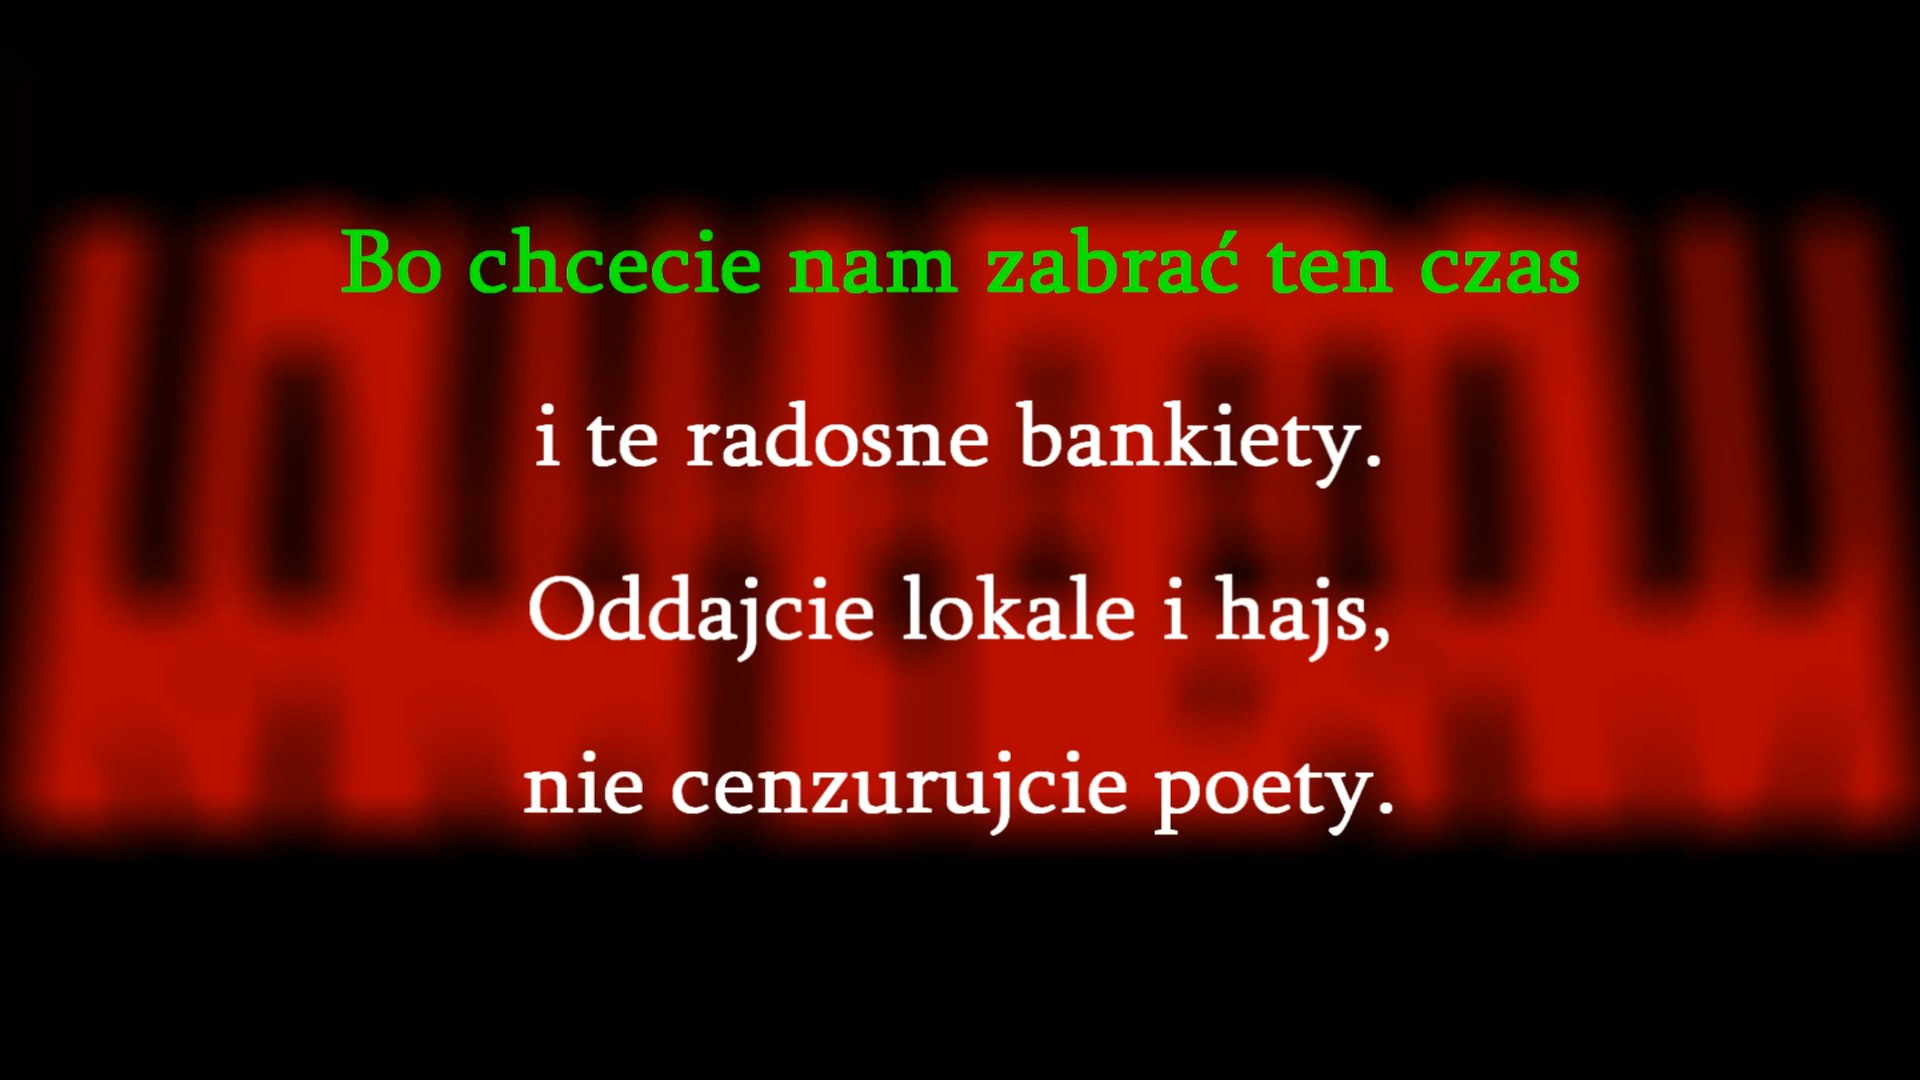 Bo chcecie nam zabrać ten czas
i te radosne bankiety.
Oddajcie lokale i hajs,
nie cenzurujcie poety.